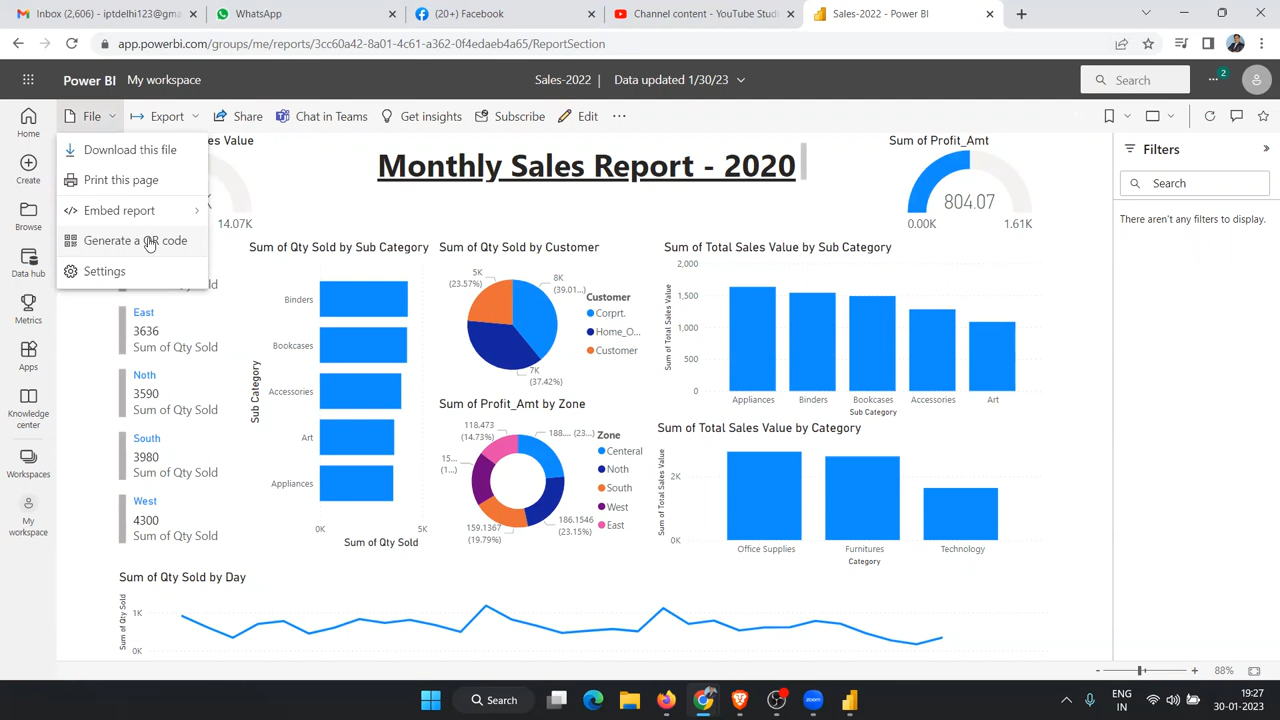 Inbox (2,606) - iptdelhi123@gma
WhatsApp
(20+) Facebook
Channel content - YouTube Studi
Sales-2022 - Power BI
app.powerbi.com/groups/me/reports/3cc60a42-8a01-4c61-a362-0f4edaeb4a65/ReportSection
Power BI My workspace
Sales-2022 | Data updated 1/30/23
Search
2
Home
Create
Browse
Data hub
Metrics
Apps
Knowledge
center
Workspaces
My
workspace
File Export Share Chat in Teams Get insights Subscribe Edit
Download this file
Print this page
Embed report
Generate a QR code
Settings
es Value
14.07K
Monthly Sales Report - 2020
Sum of Profit_Amt
804.07
0.00K
1.61K
Filters
Search
There aren't any filters to display.
East
3636
Sum of Qty Sold
Noth
3590
Sum of Qty Sold
South
3980
Sum of Qty Sold
West
4300
Sum of Qty Sold
Sum of Qty Sold by Sub Category
Sub Category
Binders
Bookcases
Accessories
Art
Appliances
0K
5K
Sum of Qty Sold
Sum of Qty Sold by Customer
5K
(23.57%)
8K
(39.01...)
7K
(37.42%)
Customer
Corprt.
Home_O...
Customer
Sum of Profit_Amt by Zone
118.473
(14.73%)
188.... (23...)
15...
(1...)
159.1367
(19.79%)
186.1546
(23.15%)
Zone
Centeral
Noth
South
West
East
Sum of Total Sales Value by Sub Category
Sum of Total Sales Value
2,000
1,500
1,000
500
0
Appliances
Binders
Bookcases
Accessories
Art
Sub Category
Sum of Total Sales Value by Category
Sum of Total Sales Value
2K
0K
Office Supplies
Furnitures
Technology
Category
Sum of Qty Sold by Day
Sum of Qty Sold
1K
0K
88%
Search
ENG
IN
19:27
30-01-2023